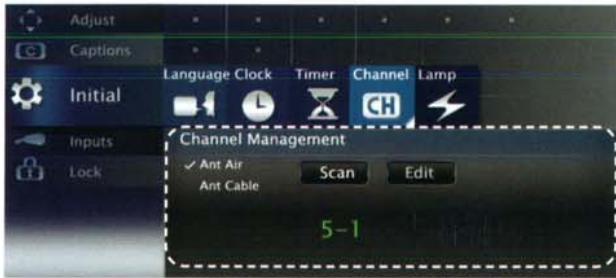 Adjust
Captions
Language Clock Timer Channel Lamp
Initial
CH
Inputs
Channel Management
✓ Ant Air
Scan Edit
Lock
Ant Cable
5-1